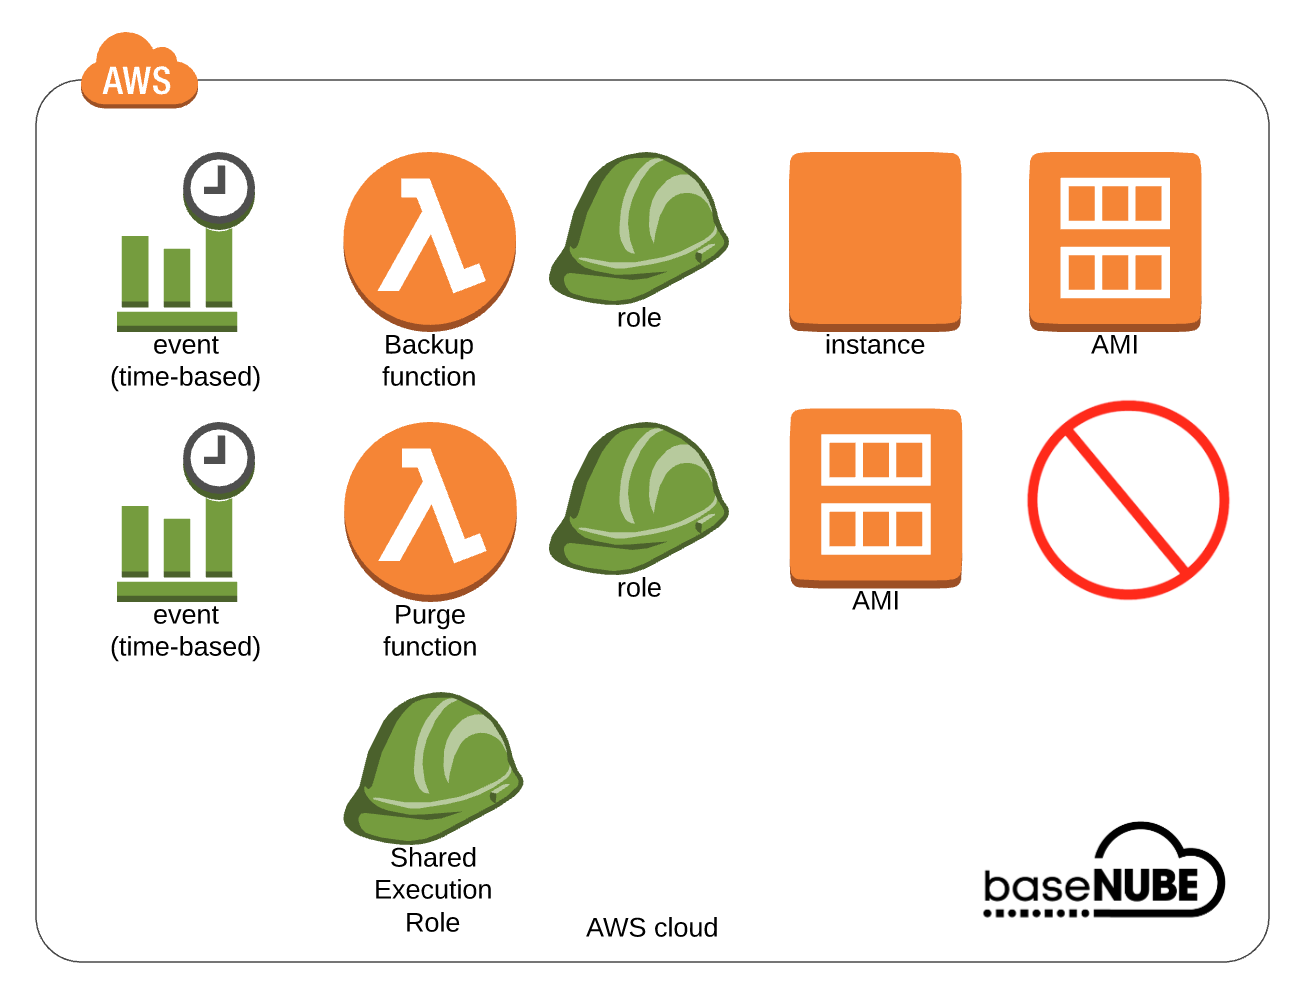 AWS
event
(time-based)
Backup
function
role
instance
AMI
event
(time-based)
Purge
function
role
AMI
Shared
Execution
Role
AWS cloud
baseNUBE